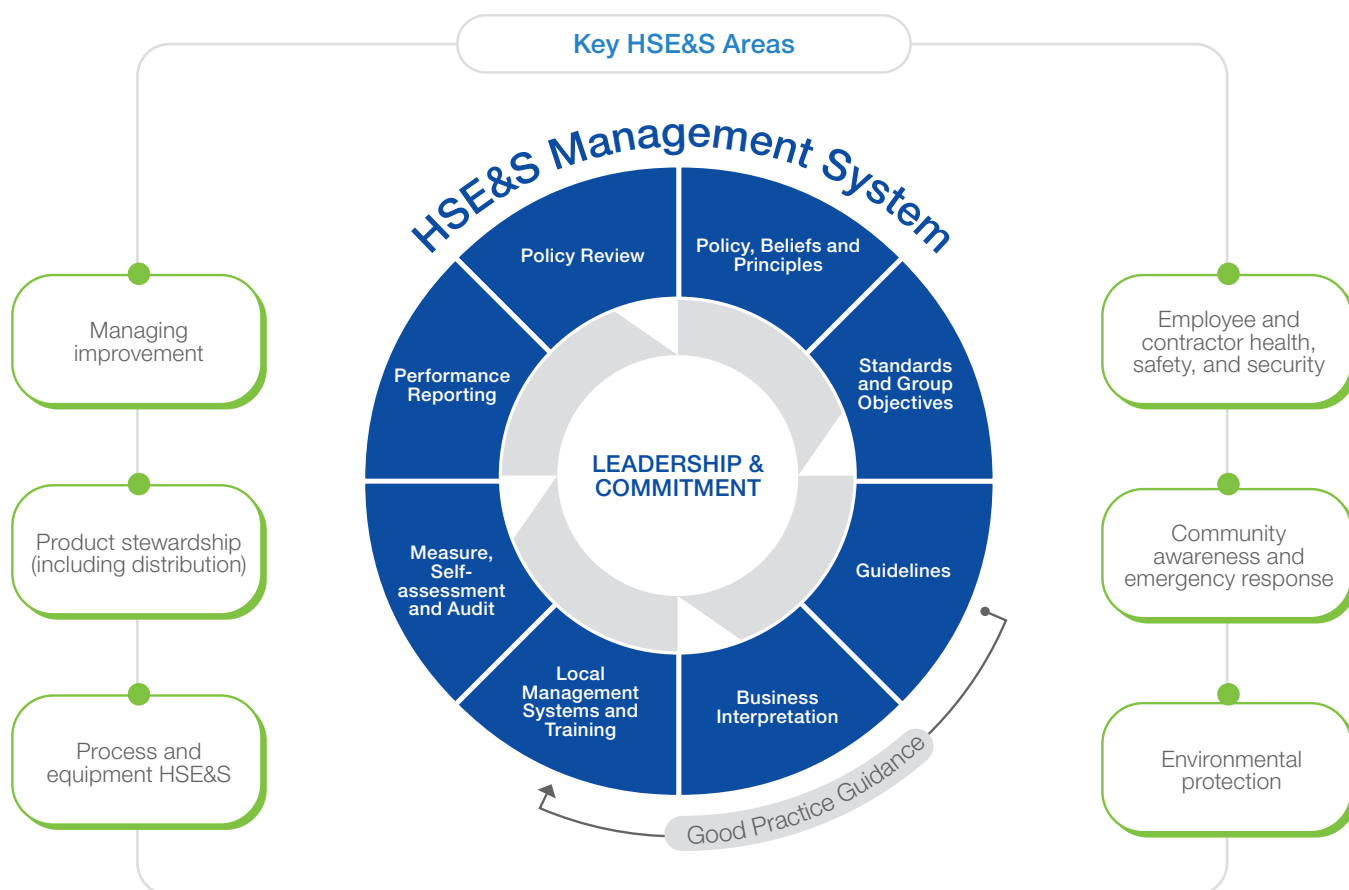 Key HSE&S Areas
HSE&S Management System
Policy Review
Policy, Beliefs and
Principles
Managing
improvement
Employee and
contractor health,
safety, and security
Performance
Reporting
Standards
and Group
Objectives
LEADERSHIP &
COMMITMENT
Product stewardship
(including distribution)
Measure,
Self-
assessment
and Audit
Guidelines
Community
awareness and
emergency response
Local
Management
Systems and
Training
Business
Interpretation
Process and
equipment HSE&S
Good Practice Guidance
Environmental
protection